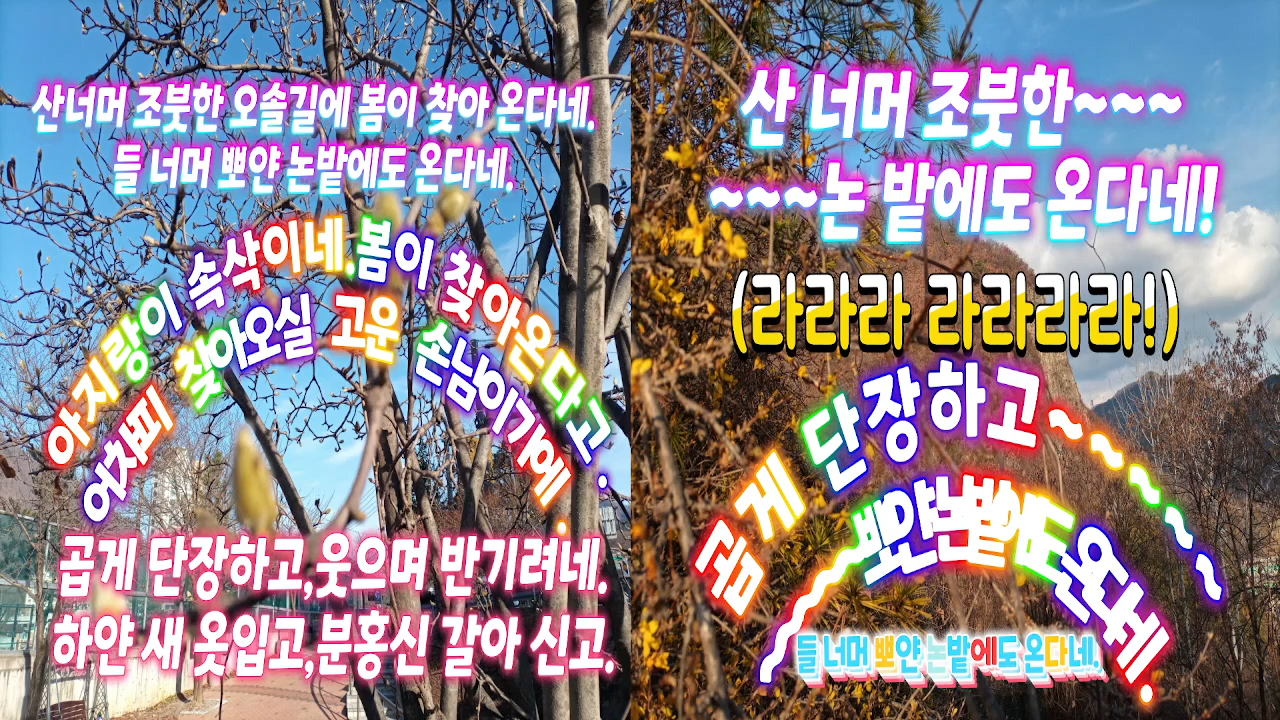 산너머 조붓한 오솔길에 봄이 찾아 온다네.
들 너머 뽀얀 논밭에도 온다네.
아지랑이 속삭이네.봄이 찾아온다고.
어차피 찾아오실 고운 손님이기에.
곱게 단장하고,웃으며 반기려네.
하얀 새 옷입고,분홍신 갈아 신고.
산 너머 조붓한~~~
~~~논 밭에도 온다네!
(라라라 라라라라!)
곱게 단장하고~~~~~~
~~뽀얀논밭에도온다네.
들 너머 뽀얀 논밭에도 온다네.